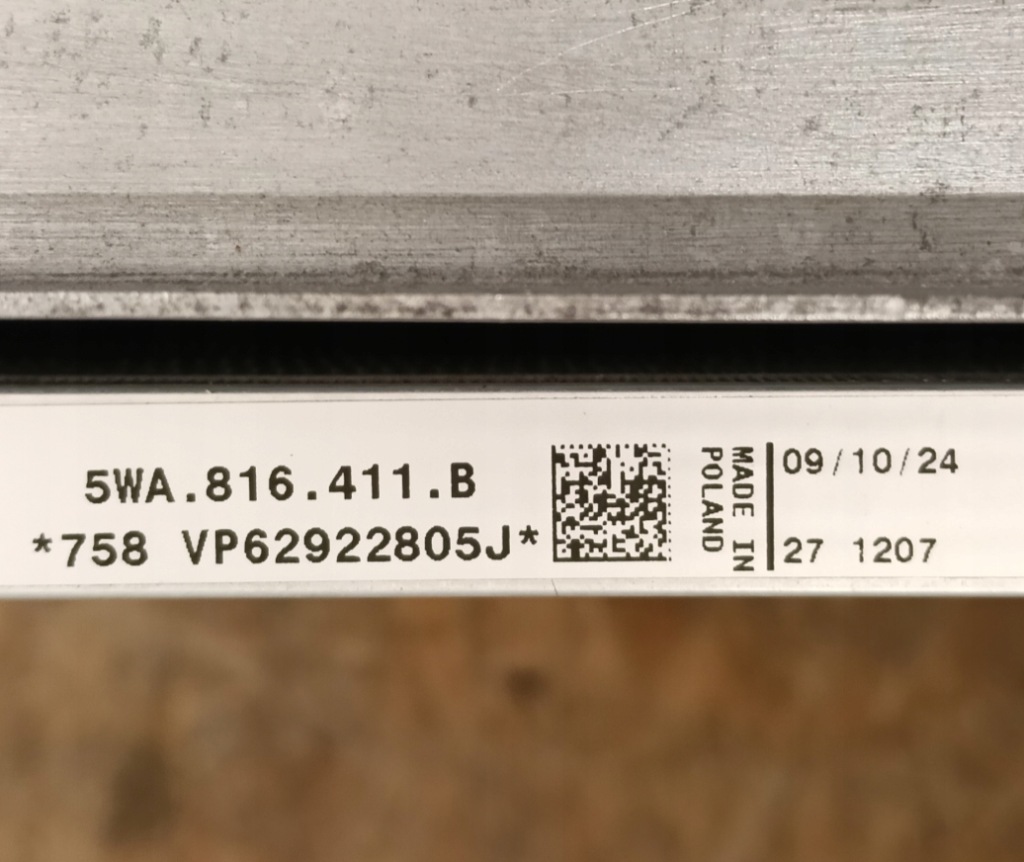 5WA.816.411.B
*758 VP62922805J*
MADE IN
POLAND
09/10/24
27 1207